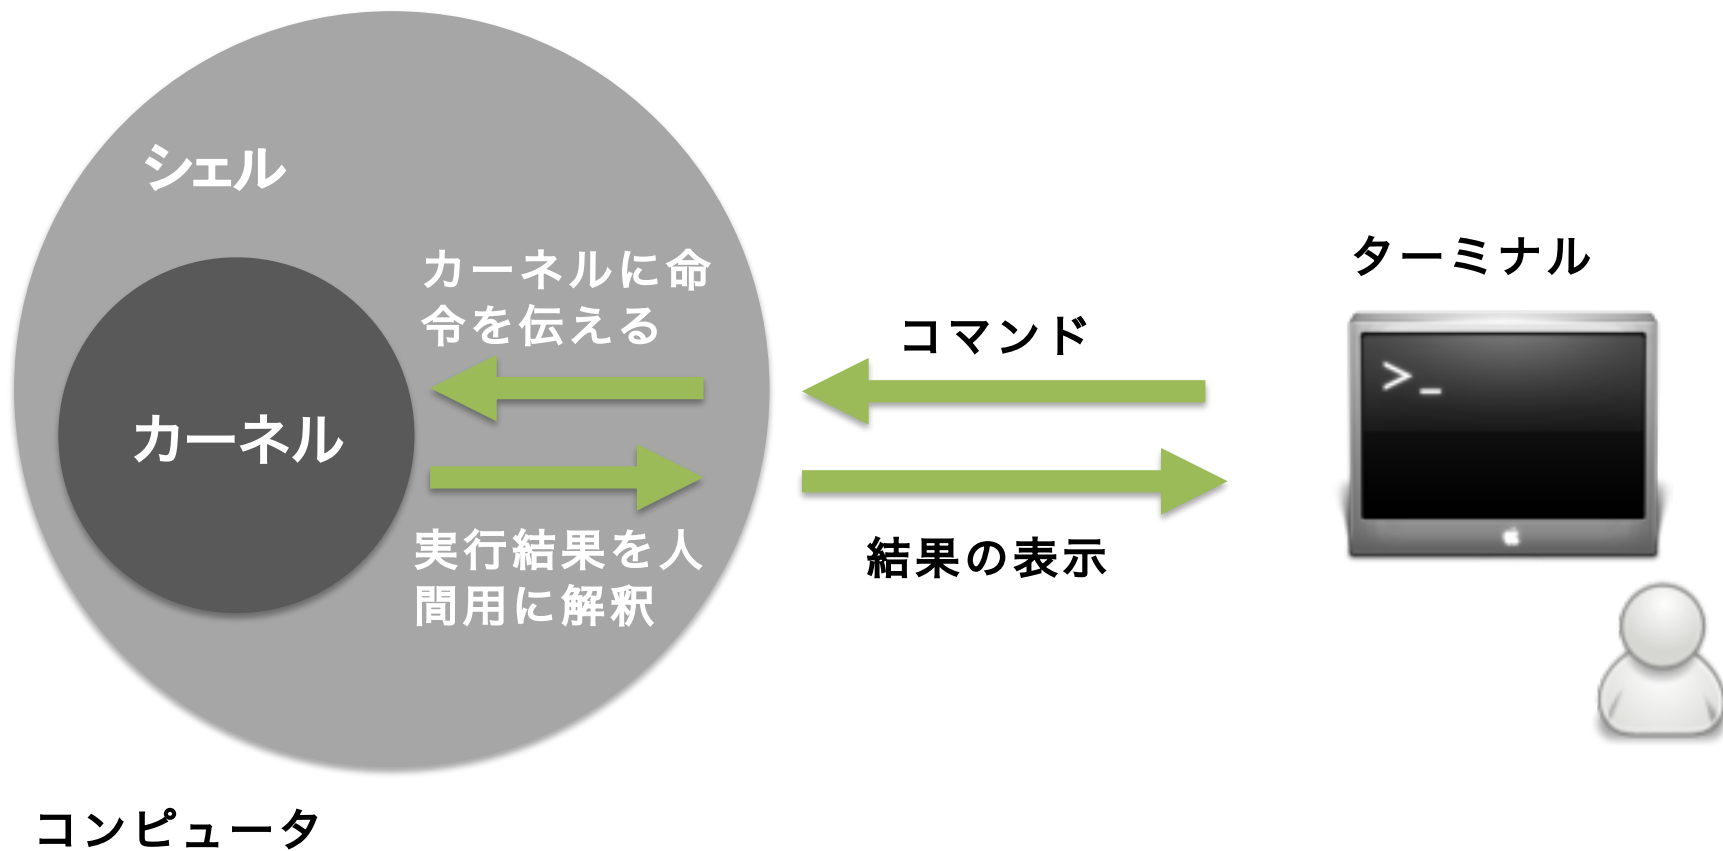 シェル
カーネルに命
令を伝える
カーネル
実行結果を人
間用に解釈
コマンド
結果の表示
ターミナル
>_
コンピュータ